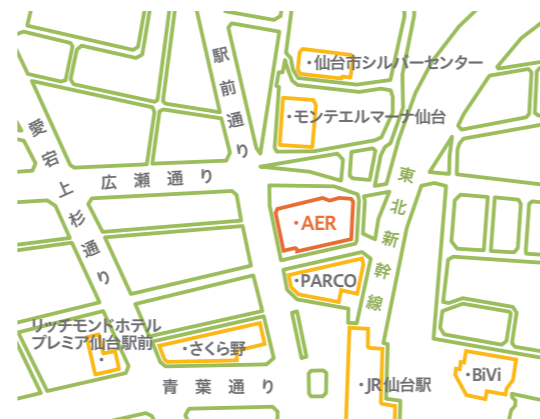 ・仙台市シルバーセンター
駅前通り
・モンテエルマーナ仙台
愛宕上杉通り
広瀬通り
東北新幹線
・AER
・PARCO
リッチモンドホテル
プレミア仙台駅前
・さくら野
青葉通り
・JR仙台駅
・BiVi